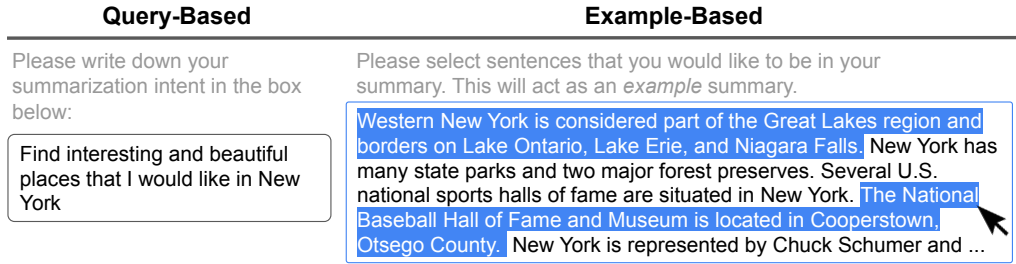 Query-Based
Example-Based
Please write down your
summarization intent in the box
below:
Find interesting and beautiful
places that I would like in New
York
Please select sentences that you would like to be in your
summary. This will act as an example summary.
Western New York is considered part of the Great Lakes region and
borders on Lake Ontario, Lake Erie, and Niagara Falls. New York has
many state parks and two major forest preserves. Several U.S.
national sports halls of fame are situated in New York. The National
Baseball Hall of Fame and Museum is located in Cooperstown,
Otsego County. New York is represented by Chuck Schumer and ...